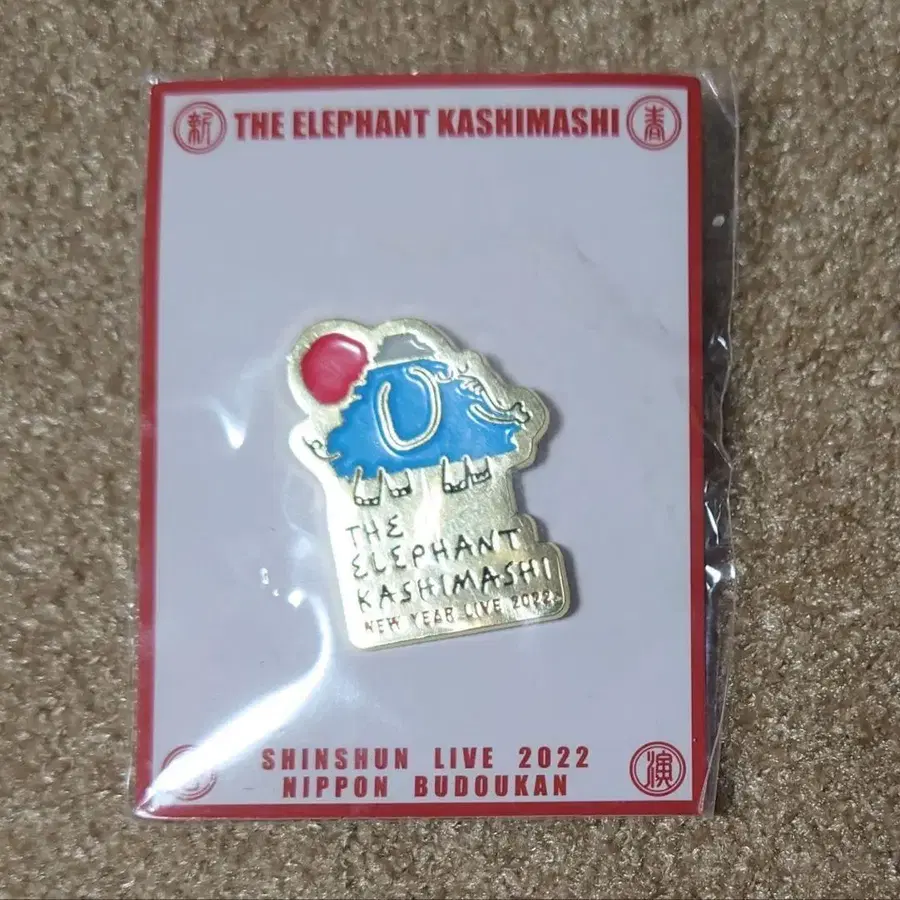 新 THE ELEPHANT KASHIMASHI 春
THE
ELEPHANT
KASHIMASHI
NEW YEAR LIVE 2022
SHINSHUN LIVE 2022
NIPPON BUDOUKAN
演